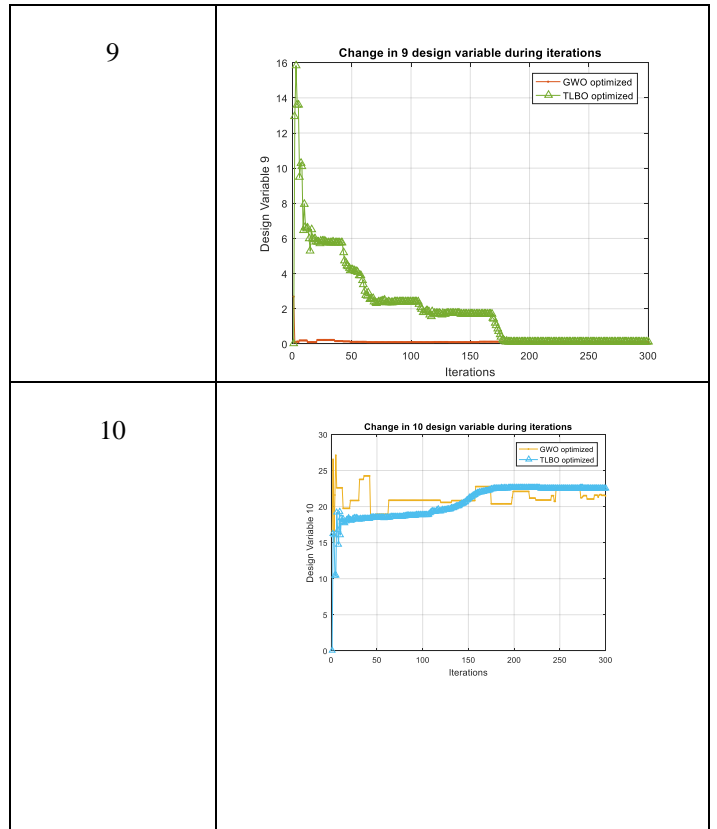 9
Change in 9 design variable during iterations
GWO optimized
TLBO optimized
Design Variable 9
16
14
12
10
8
6
4
2
0
0 50 100 150 200 250 300
Iterations
10
Change in 10 design variable during iterations
GWO optimized
TLBO optimized
Design Variable 10
30
25
20
15
10
5
0
0 50 100 150 200 250 300
Iterations